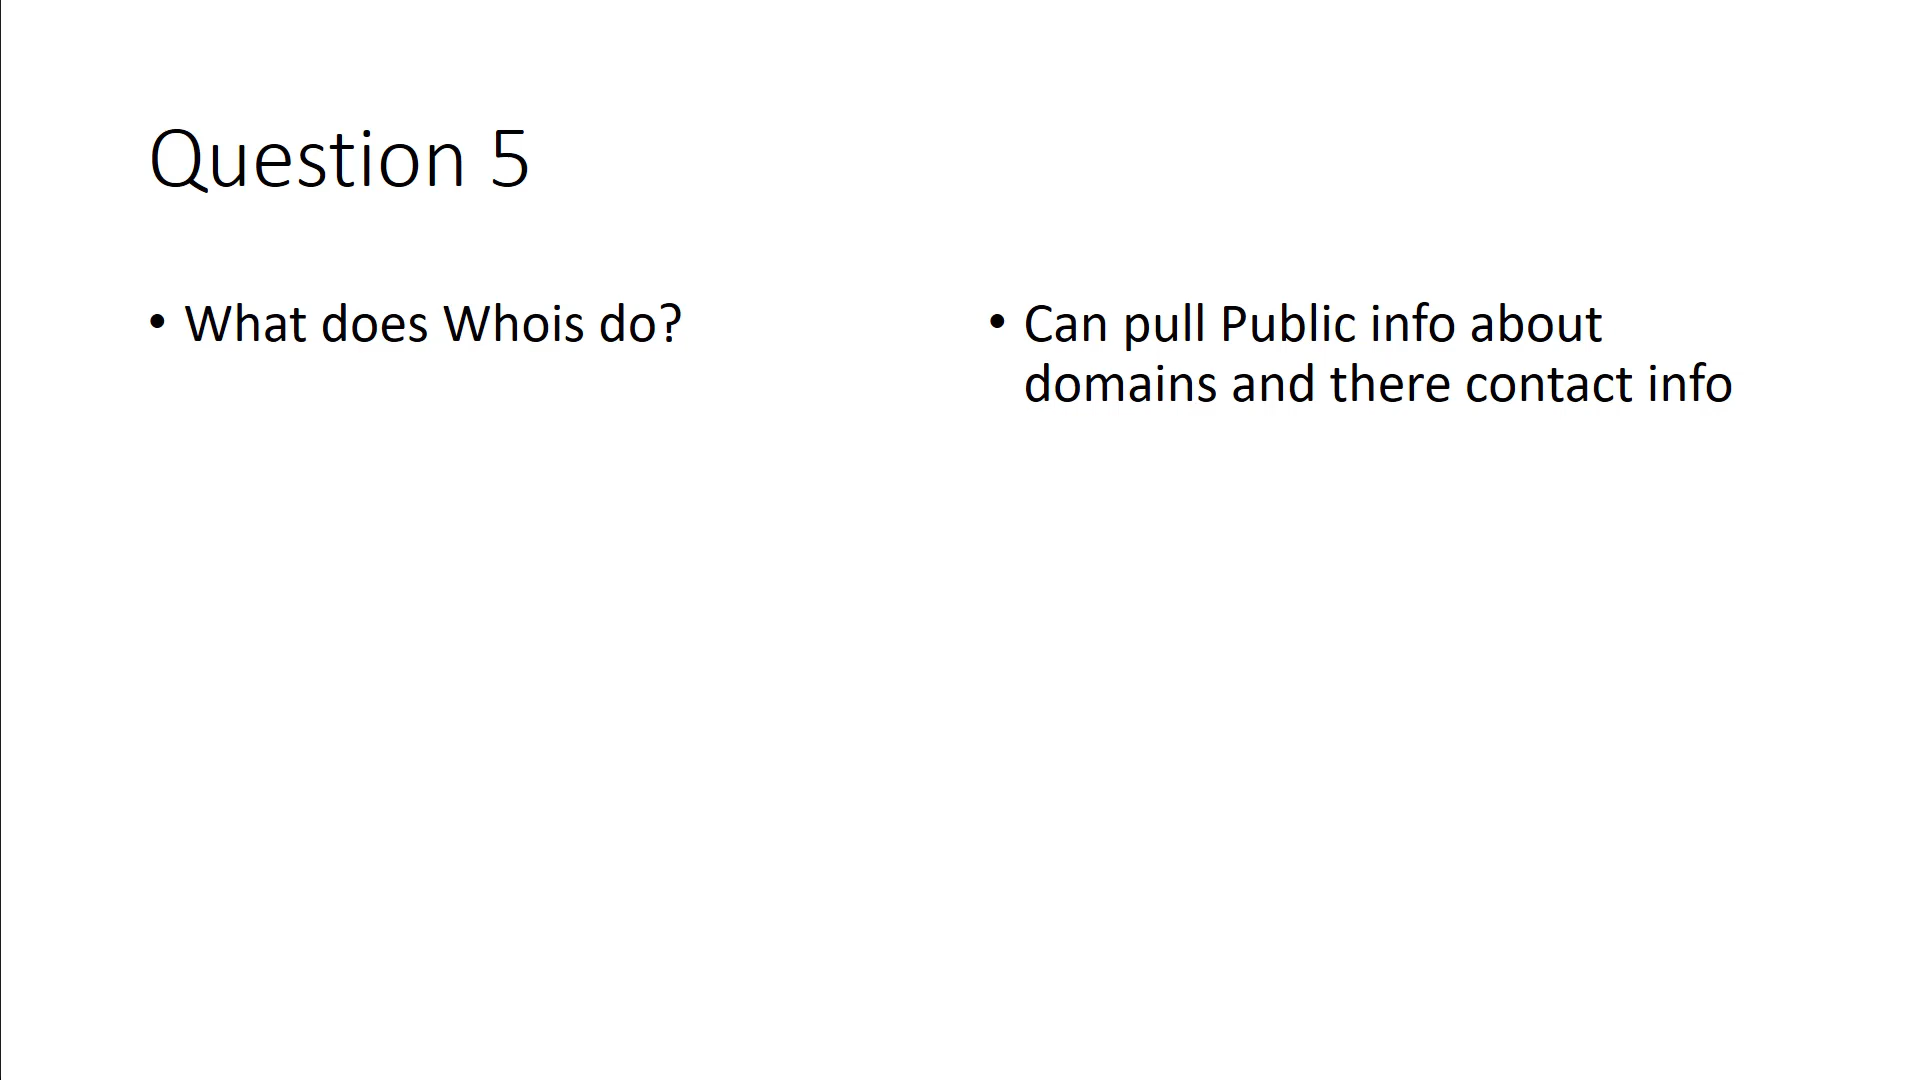 Question 5
• What does Whois do?
• Can pull Public info about
domains and there contact info